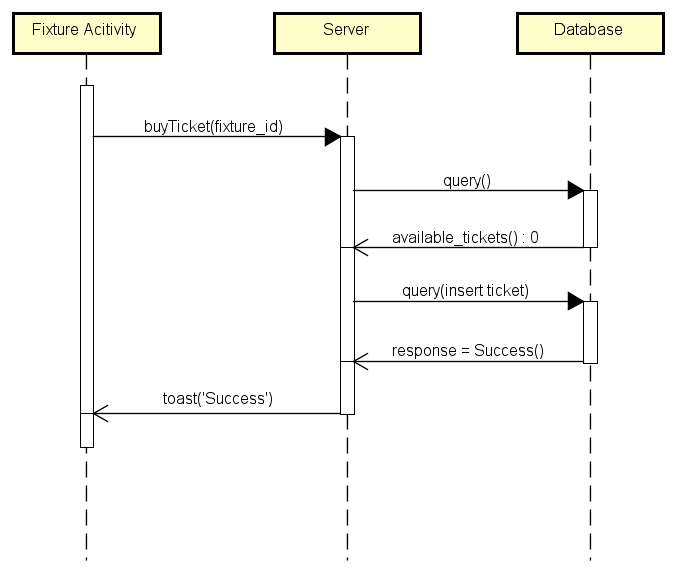 Fixture Acitivity
Server
Database
buyTicket(fixture_id)
query()
available_tickets() : 0
query(insert ticket)
response = Success()
toast('Success')